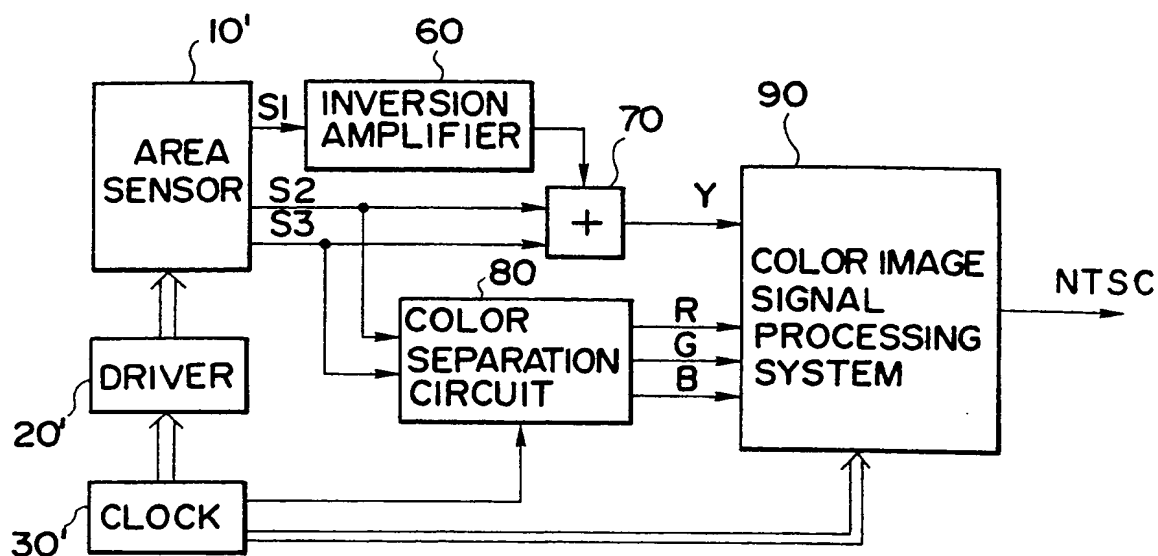 10'
60
S1
INVERSION
AMPLIFIER
70
90
AREA
SENSOR
S2
S3
+
Y
80
COLOR
SEPARATION
CIRCUIT
R
G
B
COLOR IMAGE
SIGNAL
PROCESSING
SYSTEM
NTSC
DRIVER
20'
CLOCK
30'